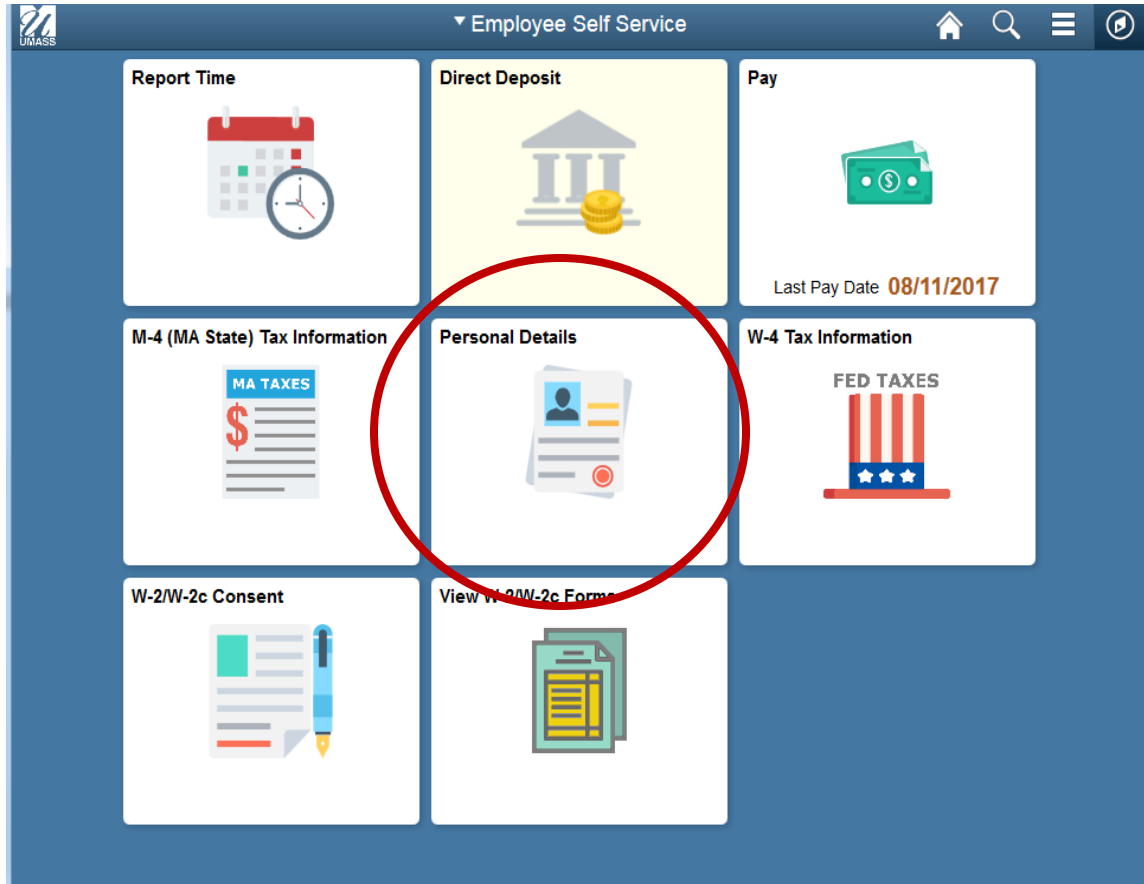 UMASS
Employee Self Service
Report Time
Direct Deposit
Pay
$
Last Pay Date 08/11/2017
M-4 (MA State) Tax Information
MA TAXES
$
Personal Details
W-4 Tax Information
FED TAXES
W-2/W-2c Consent
View W-2/W-2c Forms